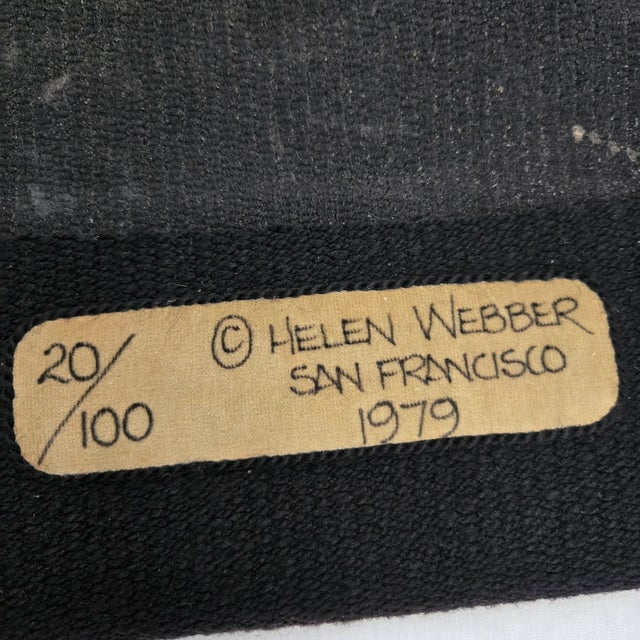 20/100
© HELEN WEBBER
SAN FRANCISCO
1979